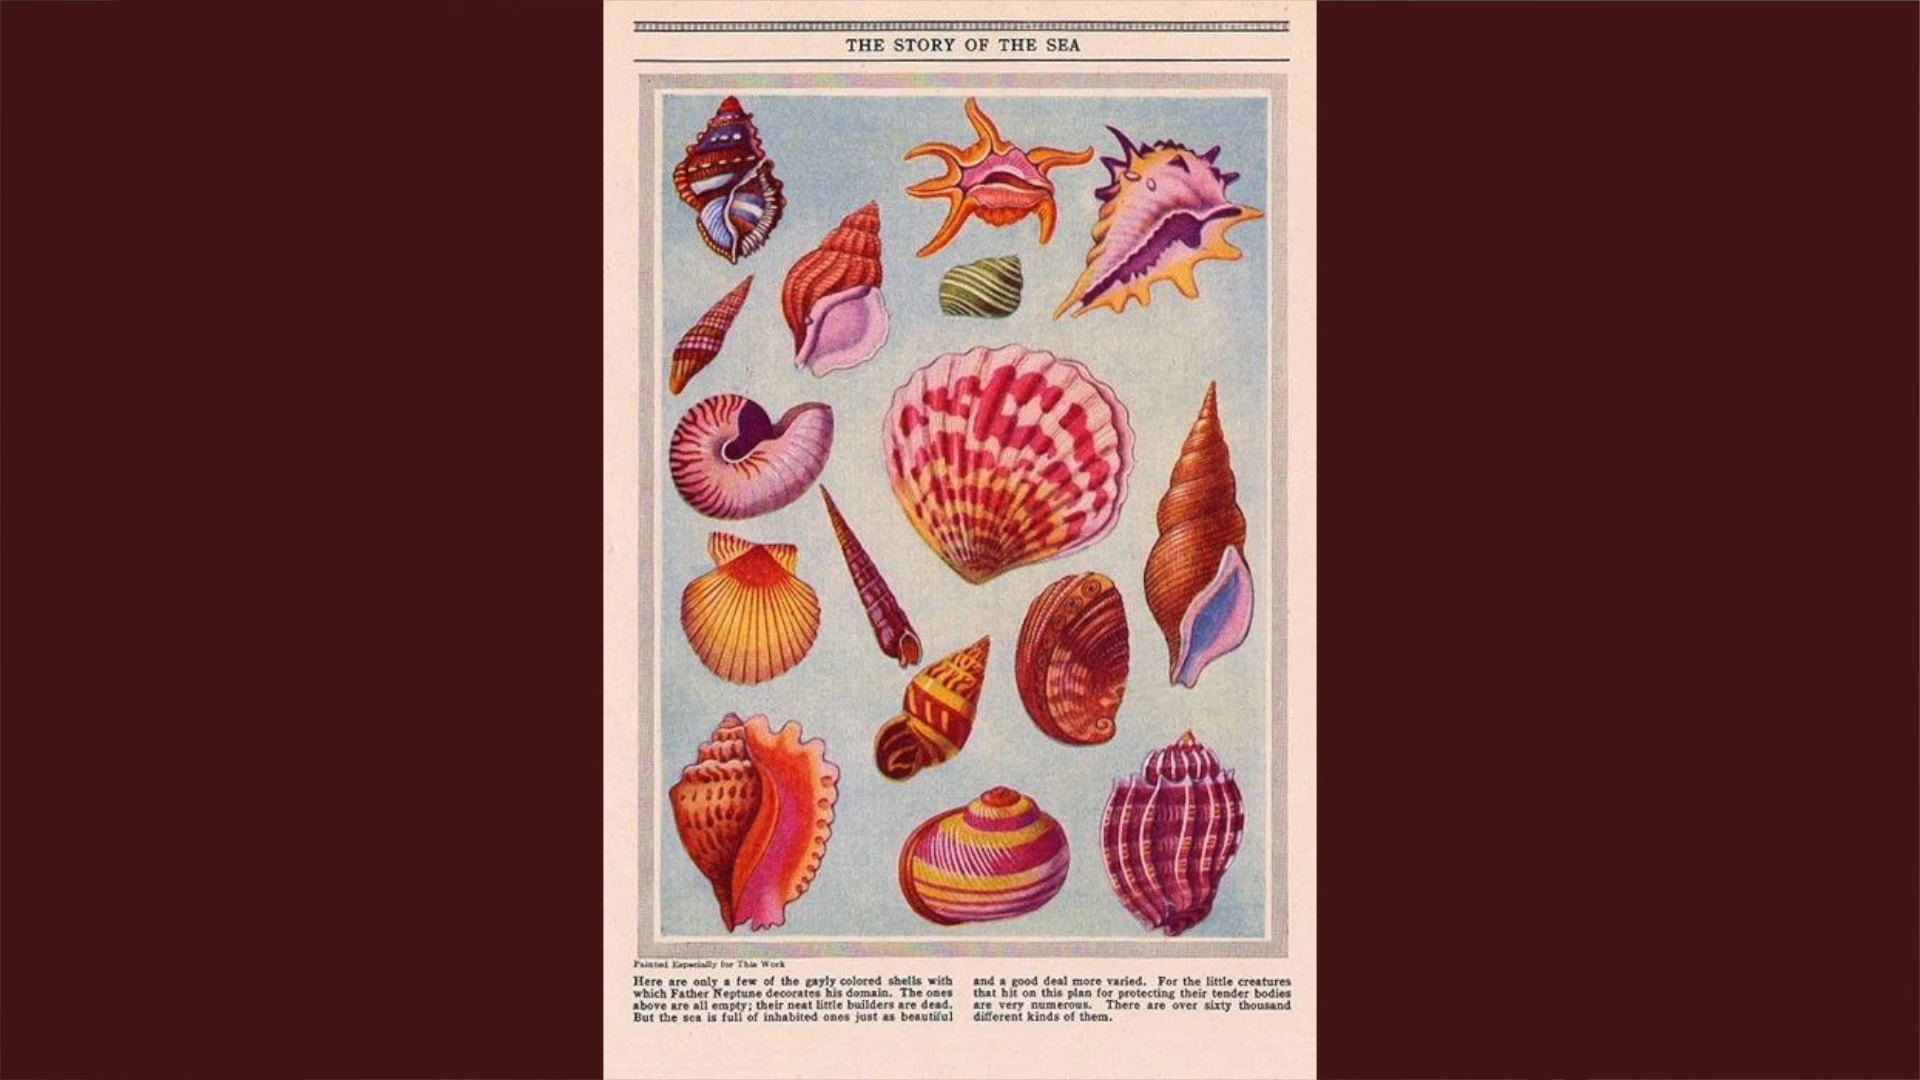 THE STORY OF THE SEA
Painted Especially for This Work
Here are only a few of the gayly colored shells with
which Father Neptune decorates his domain. The ones
above are all empty; their neat little builders are dead.
But the sea is full of inhabited ones just as beautiful
and a good deal more varied. For the little creatures
that hit on this plan for protecting their tender bodies
are very numerous. There are over sixty thousand
different kinds of them.